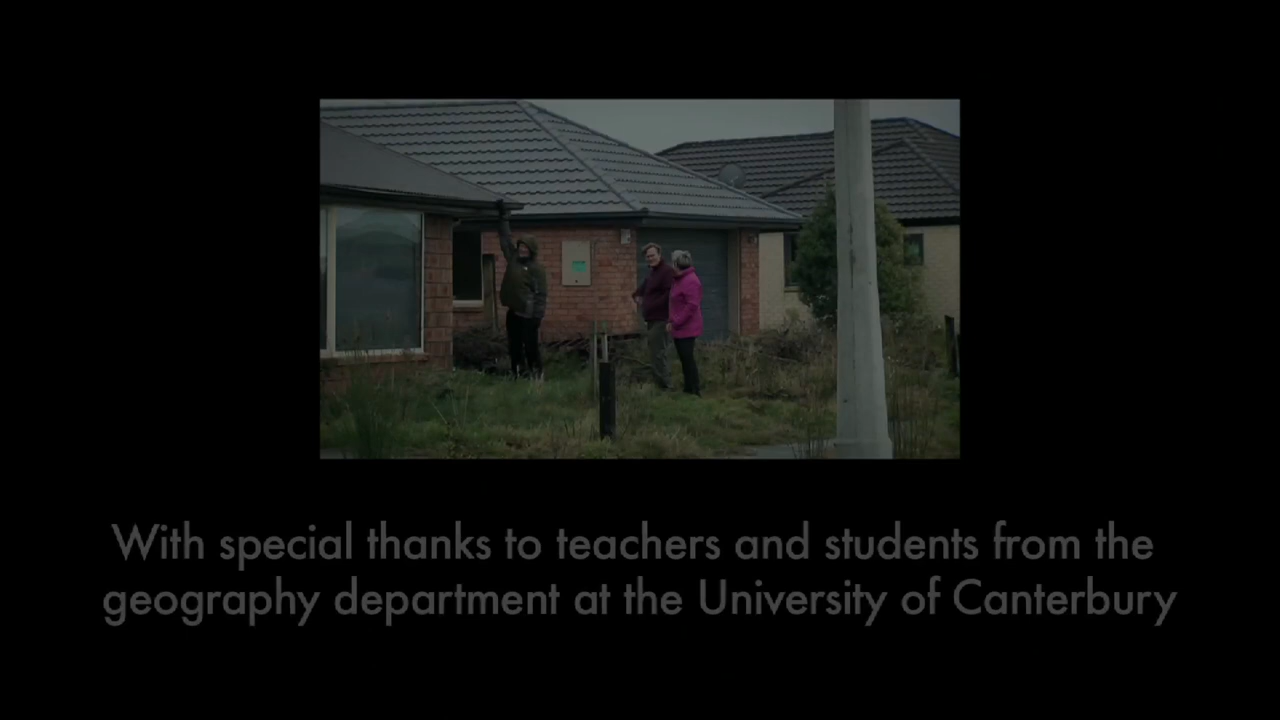 With special thanks to teachers and students from the
geography department at the University of Canterbury